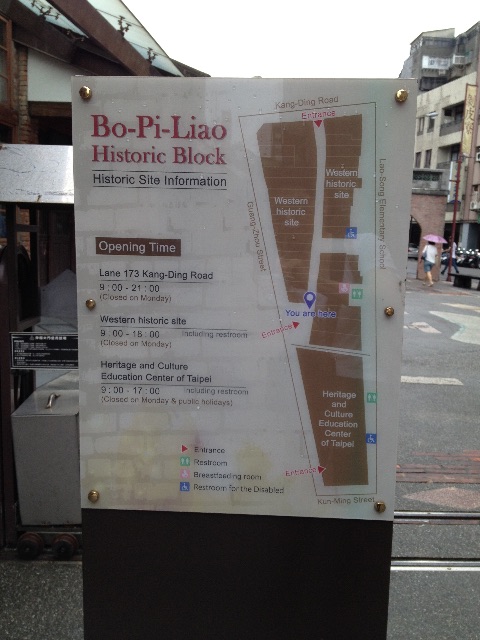 Bo-Pi-Liao
Historic Block
Historic Site Information
Opening Time
Lane 173 Kang-Ding Road
9 : 00 - 21 : 00
(Closed on Monday)
Western historic site
9 : 00 - 18 : 00 including restroom
(Closed on Monday)
Heritage and Culture
Education Center of Taipei
9 : 00 - 17 : 00 including restroom
(Closed on Monday & public holidays)
Entrance
Restroom
Breastfeeding room
Restroom for the Disabled
Kang-Ding Road
Entrance
Western
historic
site
Western
historic
site
Guang-Zhou Street
Lao-Song Elementary School
You are here
Entrance
Heritage
and
Culture
Education
Center
of Taipei
Entrance
Kun-Ming Street